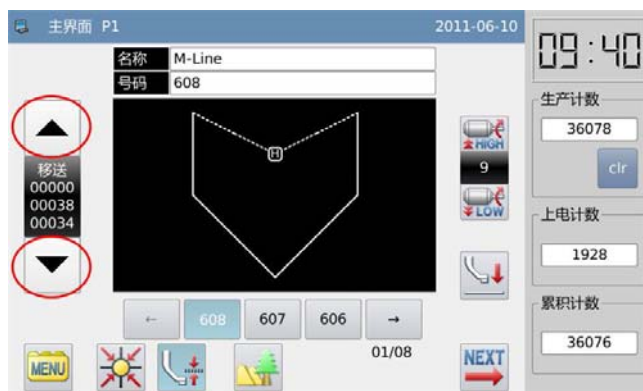 主界面 P1
2011-06-10
名称 M-Line
号码 608
09:40
生产计数
36078
clr
移送
00000
00038
00034
H
HIGH
9
LOW
上电计数
1928
累积计数
36076
← 608 607 606 →
01/08
MENU
NEXT